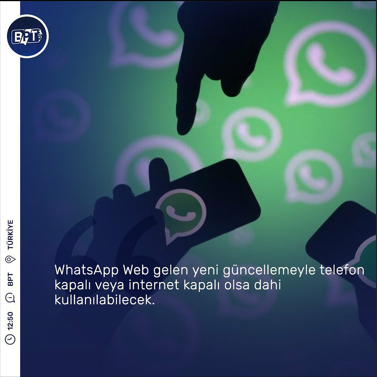 BPT
WhatsApp Web gelen yeni güncellemeyle telefon
kapalı veya internet kapalı olsa dahi
kullanılabilecek.
12:50 BPT TÜRKİYE